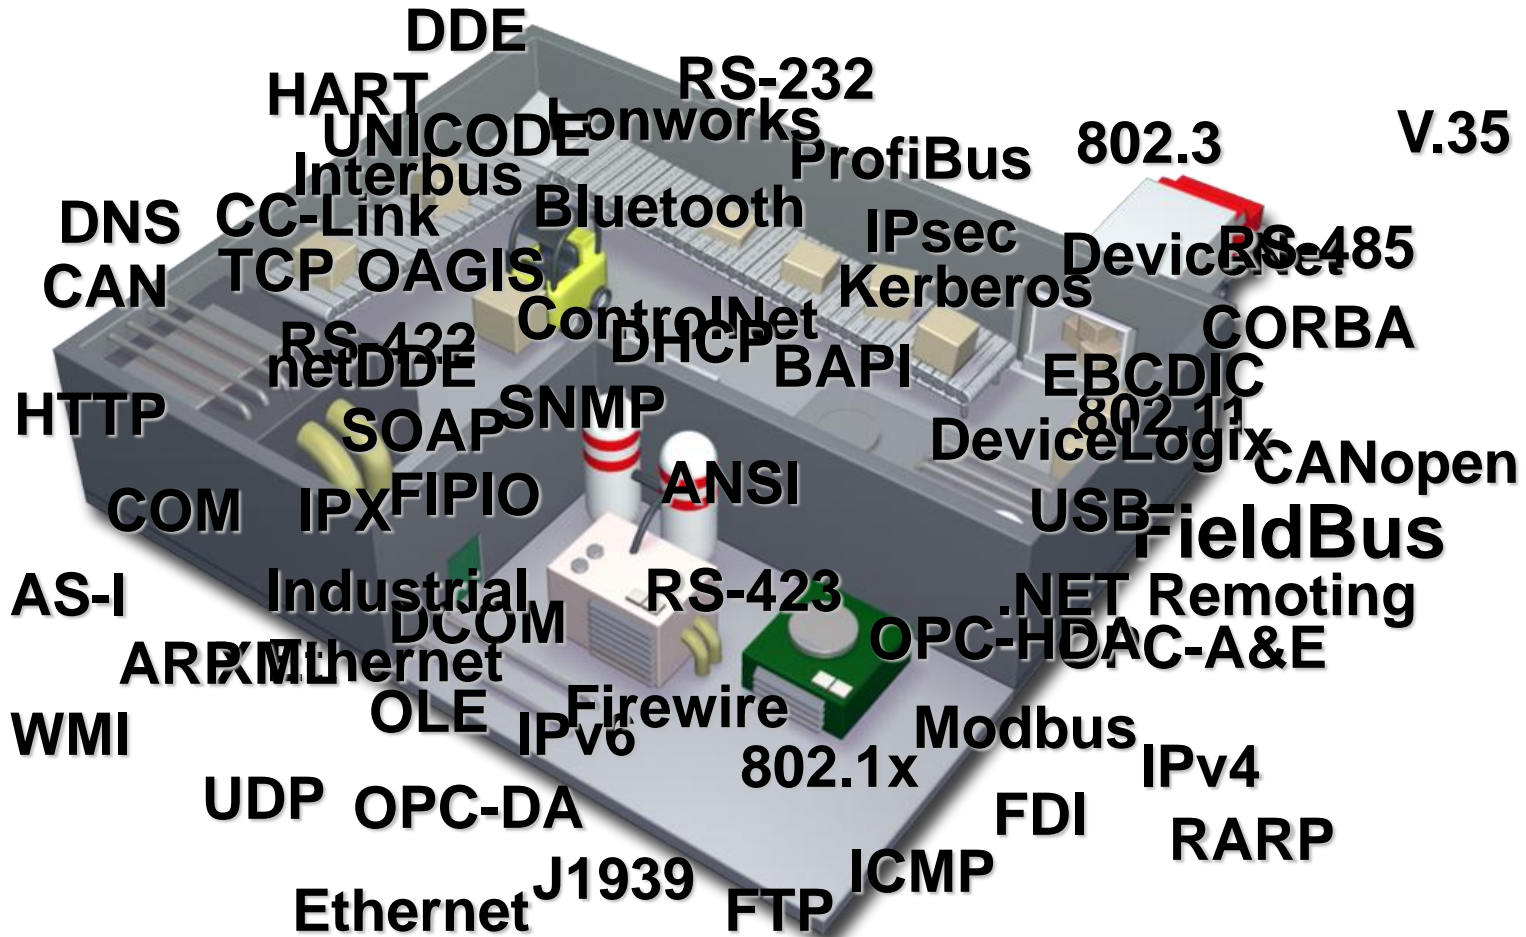 DDE
HART
RS-232
UNICODE
Lonworks
802.3
V.35
Interbus
ProfiBus
DNS
CC-Link
Bluetooth
IPsec
DeviceNet
RS-485
CAN
TCP
OAGIS
Kerberos
RS-422
ControlNet
CORBA
netDDE
DHCP
BAPI
EBCDIC
HTTP
SOAP
SNMP
802.11
DeviceLogix
CANopen
COM
IPX
FIPIO
ANSI
USB
FieldBus
AS-I
Industrial
Ethernet
DCOM
RS-423
.NET Remoting
ARP
XML
OPC-HDA
OPC-A&E
WMI
OLE
IPv6
Firewire
Modbus
802.1x
IPv4
UDP
OPC-DA
FDI
RARP
J1939
ICMP
Ethernet
FTP